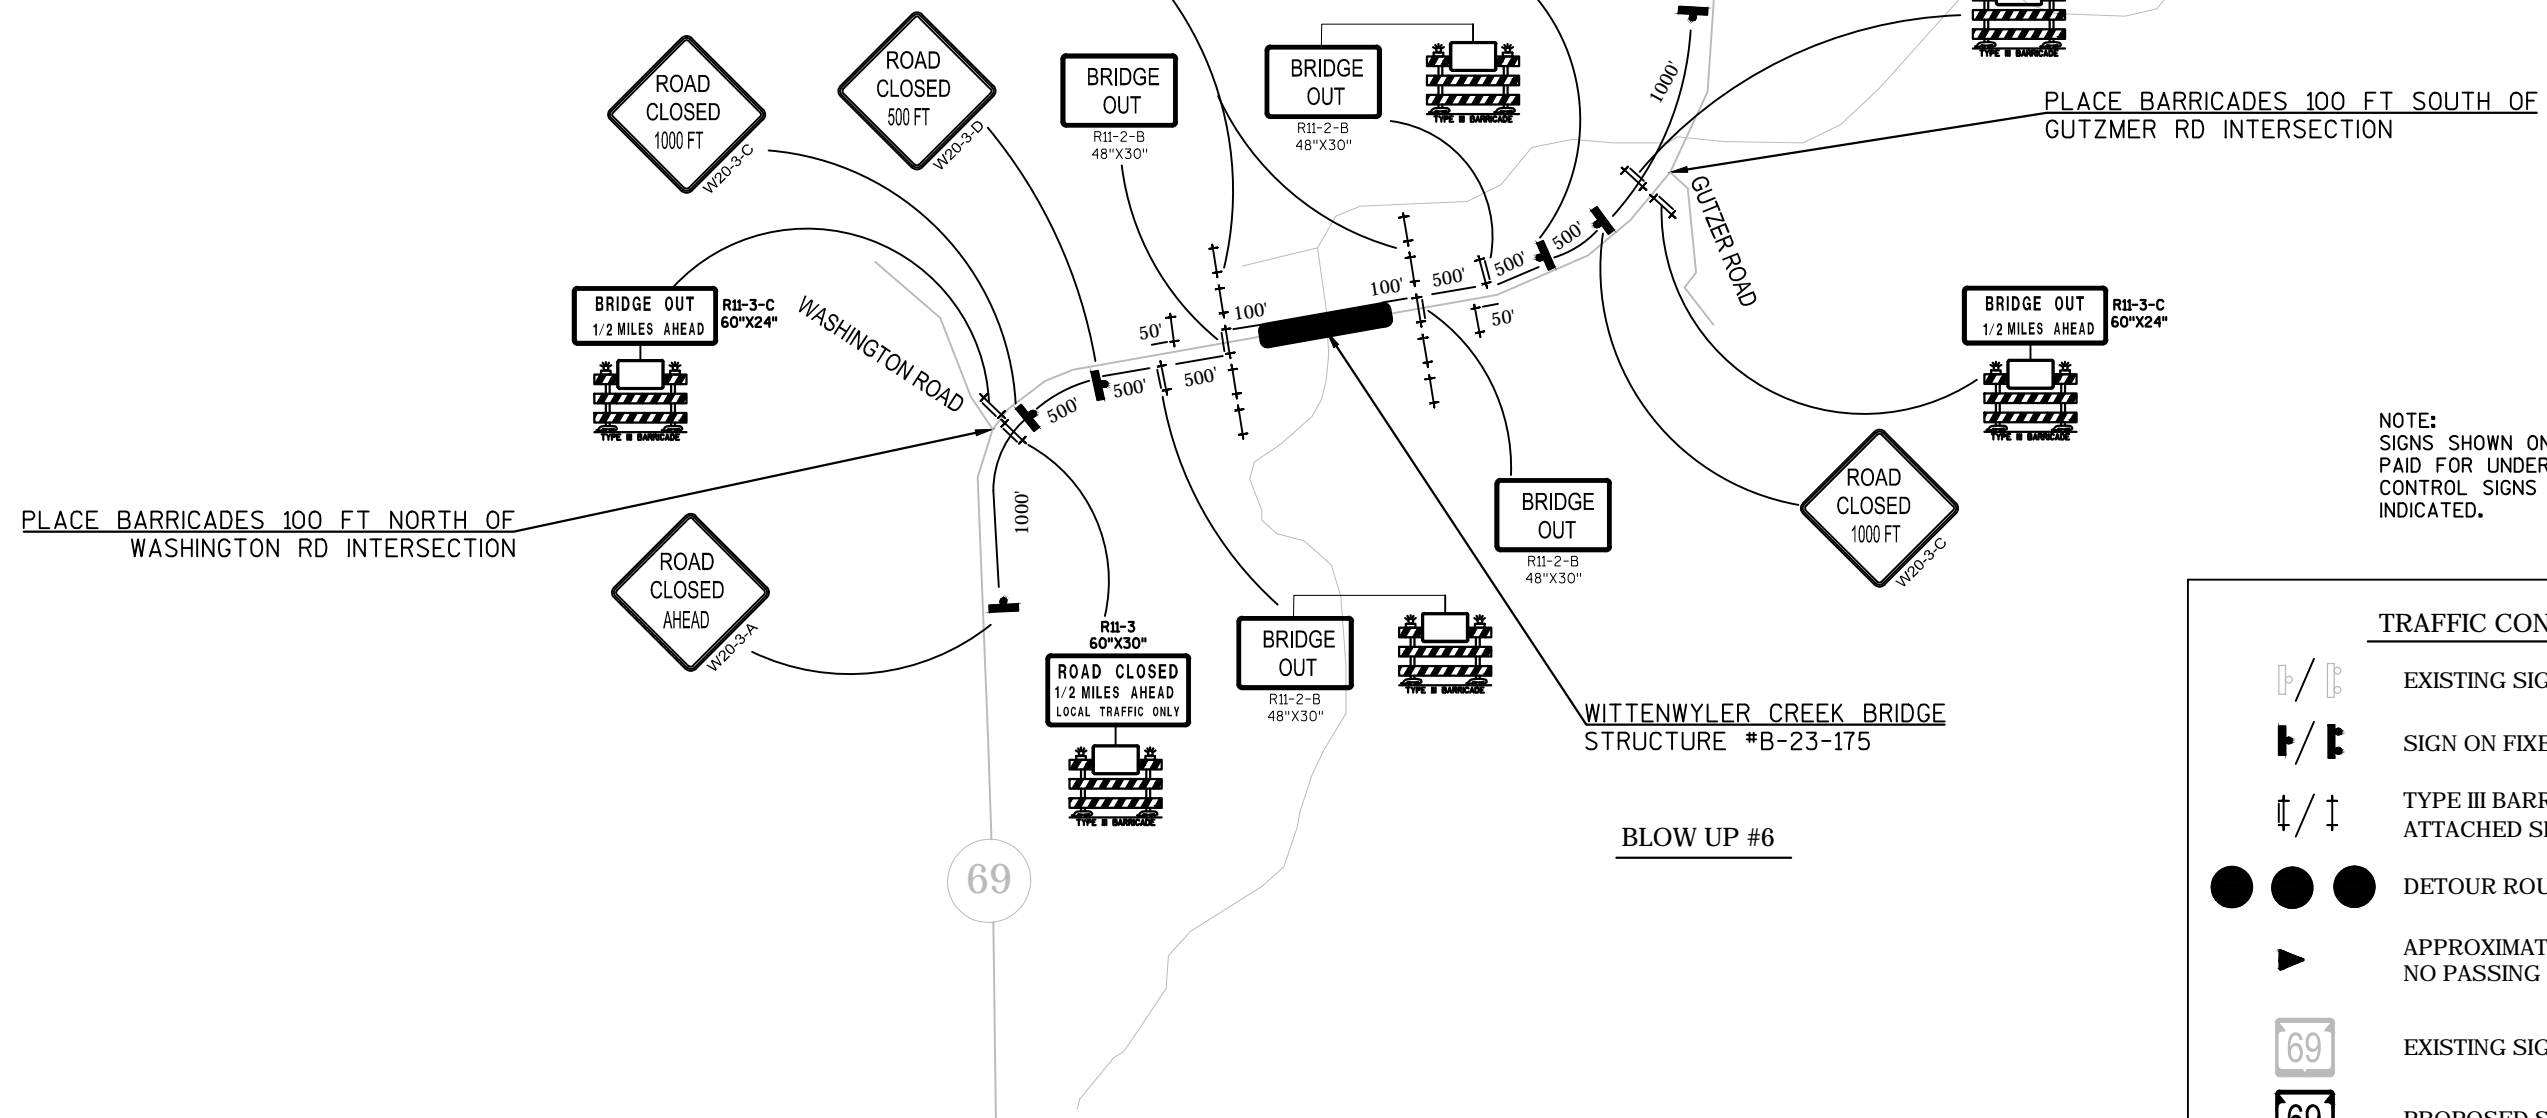 ROAD
CLOSED
1000 FT
W20-3-C
ROAD
CLOSED
500 FT
W20-3-D
BRIDGE
OUT
R11-2-B
48"X30"
BRIDGE
OUT
R11-2-B
48"X30"
TYPE III BARRICADE
1000'
TYPE III BARRICADE
PLACE BARRICADES 100 FT SOUTH OF
GUTZMER RD INTERSECTION
GUTZER ROAD
BRIDGE OUT
1/2 MILES AHEAD
R11-3-C
60"X24"
TYPE III BARRICADE
WASHINGTON ROAD
50'
100'
500'
500'
500'
100'
500'
500'
500'
50'
BRIDGE OUT
1/2 MILES AHEAD
R11-3-C
60"X24"
TYPE III BARRICADE
NOTE:
SIGNS SHOWN ON
PAID FOR UNDER
CONTROL SIGNS
INDICATED.
PLACE BARRICADES 100 FT NORTH OF
WASHINGTON RD INTERSECTION
1000'
ROAD
CLOSED
AHEAD
W20-3-A
R11-3
60"X30"
ROAD CLOSED
1/2 MILES AHEAD
LOCAL TRAFFIC ONLY
TYPE III BARRICADE
BRIDGE
OUT
R11-2-B
48"X30"
TYPE III BARRICADE
BRIDGE
OUT
R11-2-B
48"X30"
ROAD
CLOSED
1000 FT
W20-3-C
WITTENWYLER CREEK BRIDGE
STRUCTURE #B-23-175
BLOW UP #6
69
TRAFFIC CON
EXISTING SIG
SIGN ON FIXE
TYPE III BARR
ATTACHED SI
DETOUR ROU
APPROXIMAT
NO PASSING
69
EXISTING SIG
69
PROPOSED S